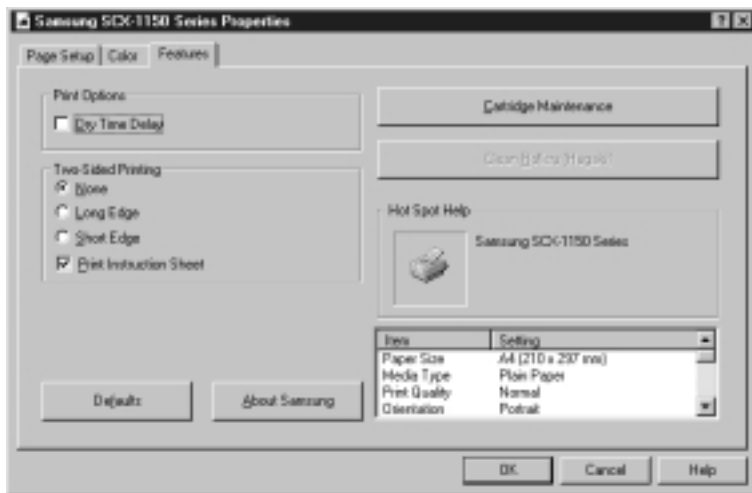 Samsung SCX-1150 Series Properties
Page Setup
Color
Features
Print Options
Dry Time Delay
Two-Sided Printing
None
Long Edge
Short Edge
Print Instruction Sheet
Cartridge Maintenance
Clean
Hot Spot Help
Samsung SCX-1150 Series
Item Setting
Paper Size A4 (210 x 297 mm)
Media Type Plain Paper
Print Quality Normal
Orientation Portrait
Defaults
About Samsung
OK
Cancel
Help